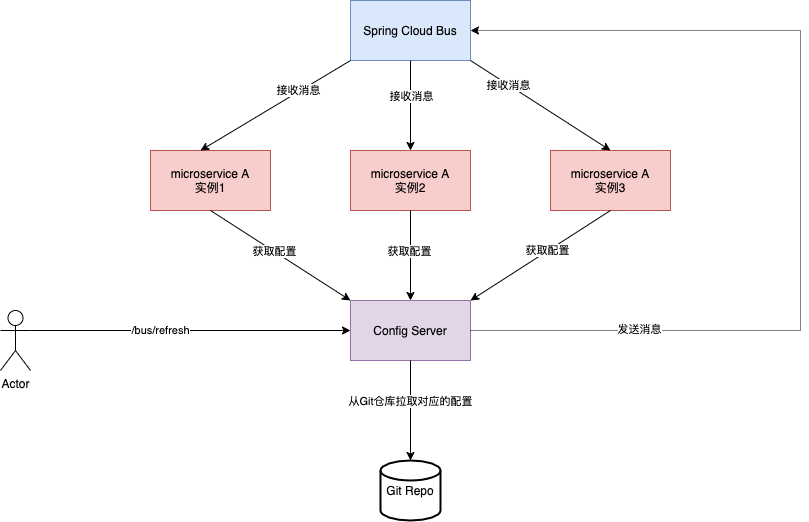 Spring Cloud Bus
接收消息
接收消息
接收消息
microservice A
实例1
microservice A
实例2
microservice A
实例3
获取配置
获取配置
获取配置
Actor
/bus/refresh
Config Server
发送消息
从Git仓库拉取对应的配置
Git Repo